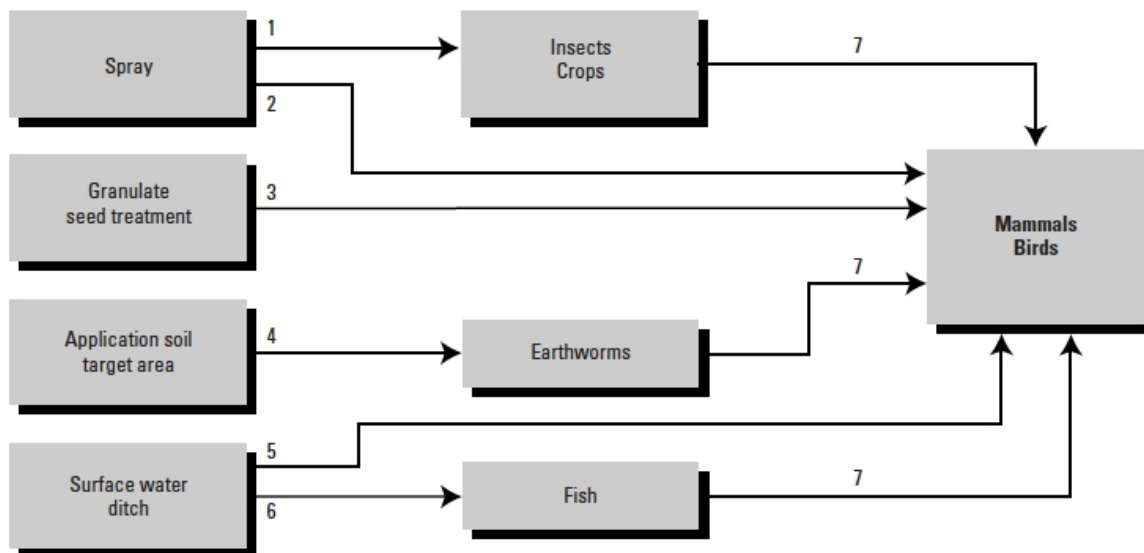 1
Spray
2
Insects
Crops
7
Granulate
seed treatment
3
Mammals
Birds
7
Application soil
target area
4
Earthworms
5
Surface water
ditch
6
Fish
7